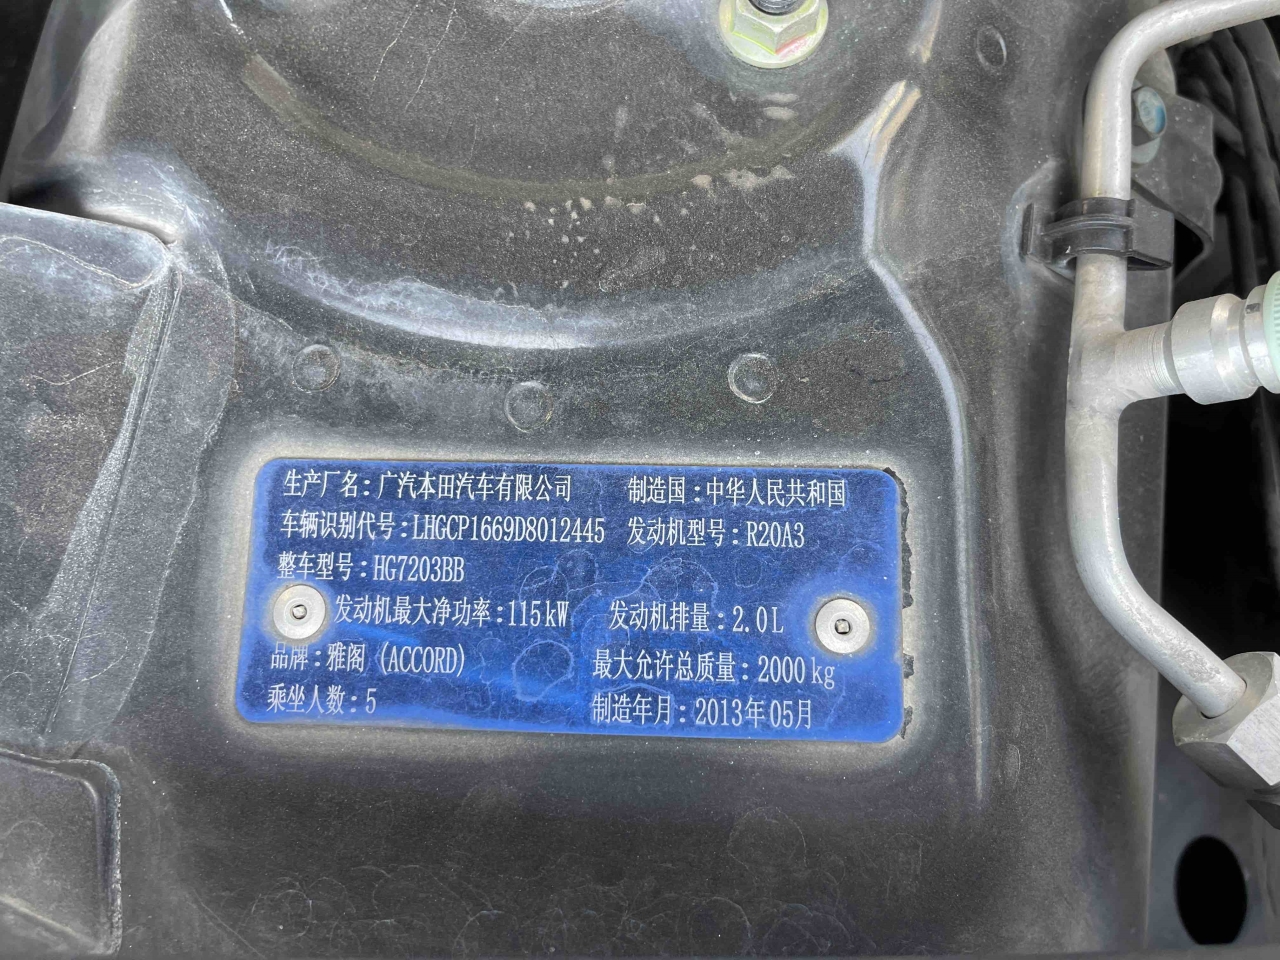 生产厂名：广汽本田汽车有限公司 制造国：中华人民共和国
车辆识别代号：LHGCP1669D8012445 发动机型号：R20A3
整车型号：HG7203BB
发动机最大净功率：115kW 发动机排量：2.0L
品牌：雅阁 (ACCORD) 最大允许总质量：2000kg
乘坐人数：5 制造年月：2013年05月